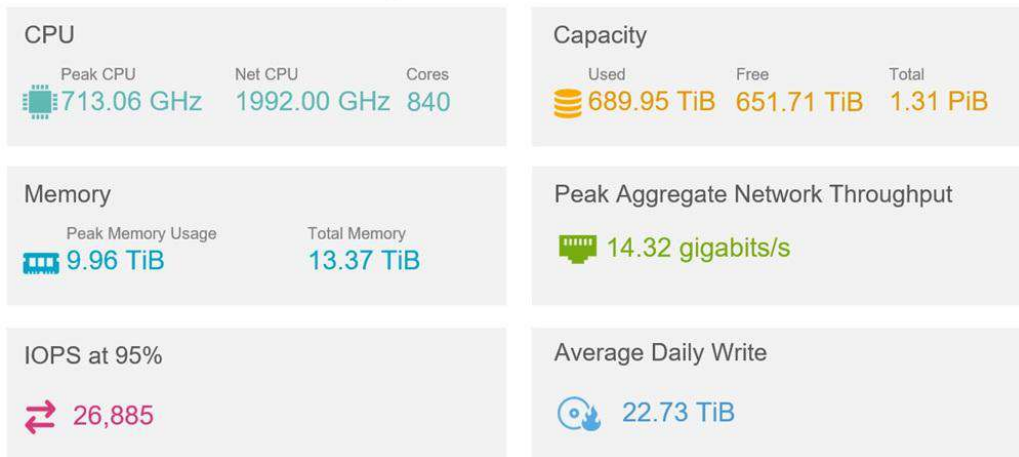 CPU
Peak CPU Net CPU Cores
713.06 GHz 1992.00 GHz 840
Capacity
Used Free Total
689.95 TiB 651.71 TiB 1.31 PiB
Memory
Peak Memory Usage Total Memory
9.96 TiB 13.37 TiB
Peak Aggregate Network Throughput
14.32 gigabits/s
IOPS at 95%
26,885
Average Daily Write
22.73 TiB